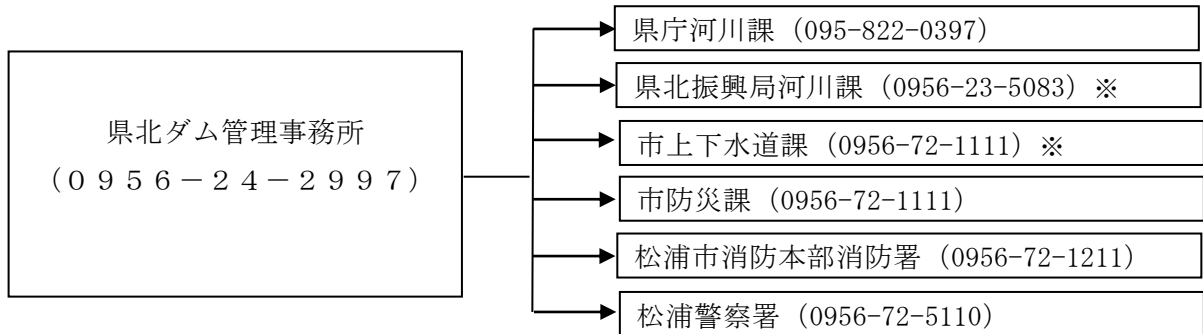 県北ダム管理事務所
(0956-24-2997)
県庁河川課 (095-822-0397)
県北振興局河川課 (0956-23-5083) ※
市上下水道課 (0956-72-1111) ※
市防災課 (0956-72-1111)
松浦市消防本部消防署 (0956-72-1211)
松浦警察署 (0956-72-5110)